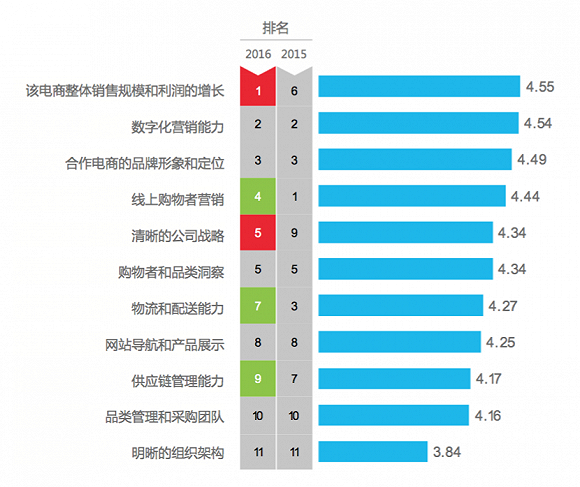 排名
2016 2015
该电商整体销售规模和利润的增长 1 6 4.55
数字化营销能力 2 2 4.54
合作电商的品牌形象和定位 3 3 4.49
线上购物者营销 4 1 4.44
清晰的公司战略 5 9 4.34
购物者和品类洞察 5 5 4.34
物流和配送能力 7 3 4.27
网站导航和产品展示 8 8 4.25
供应链管理能力 9 7 4.17
品类管理和采购团队 10 10 4.16
明晰的组织架构 11 11 3.84